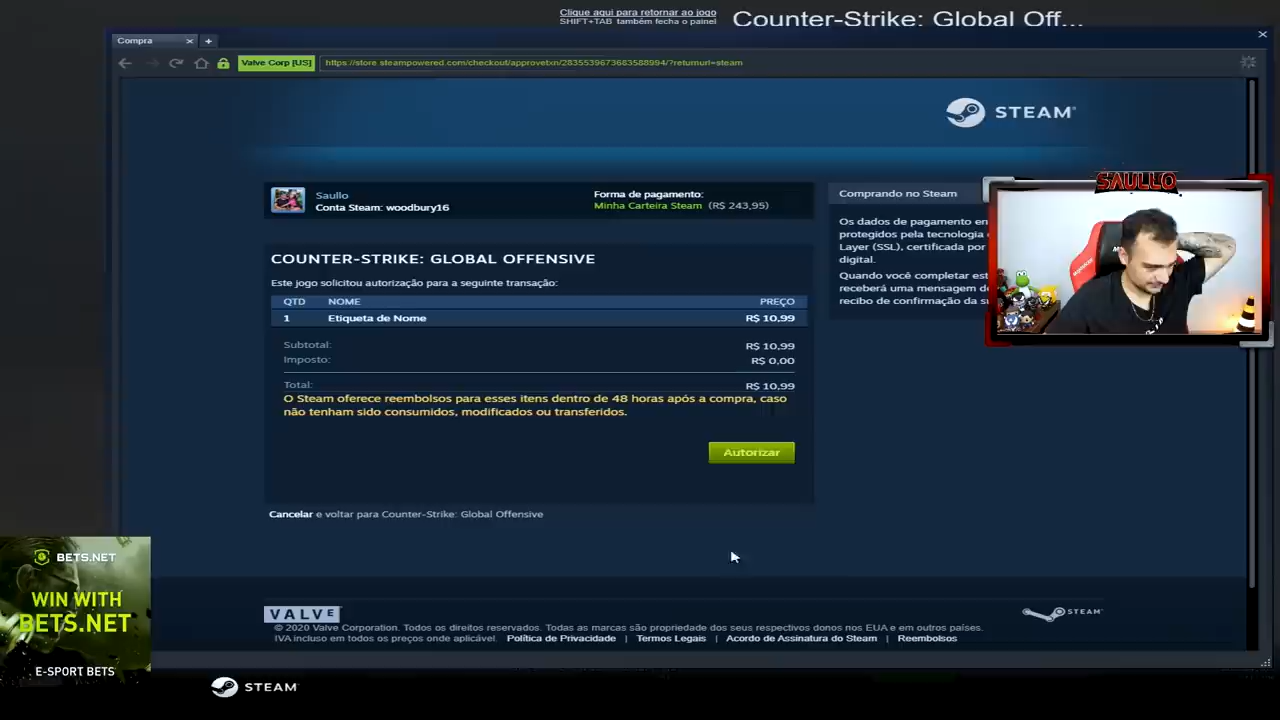 Clique aqui para retornar ao jogo
SHIFT+TAB também fecha o painel
Counter-Strike: Global Off...
Compra
Valve Corp [US]
https://store.steampowered.com/checkout/approvetxn/2835539673683588994/?returnurl=steam
STEAM
Saullo
Conta Steam: woodbury16
Forma de pagamento:
Minha Carteira Steam (R$ 243,95)
Comprando no Steam
Os dados de pagamento en
protegidos pela tecnologia
Layer (SSL), certificada por
digital.
Quando você completar est
receberá uma mensagem de
recibo de confirmação da s
SAULLO
COUNTER-STRIKE: GLOBAL OFFENSIVE
Este jogo solicitou autorização para a seguinte transação:
QTD NOME PREÇO
1 Etiqueta de Nome R$ 10,99
Subtotal: R$ 10,99
Imposto: R$ 0,00
Total: R$ 10,99
O Steam oferece reembolsos para esses itens dentro de 48 horas após a compra, caso
não tenham sido consumidos, modificados ou transferidos.
Autorizar
Cancelar e voltar para Counter-Strike: Global Offensive
BETS.NET
WIN WITH
BETS.NET
E-SPORT BETS
VALVE
STEAM
© 2020 Valve Corporation. Todos os direitos reservados. Todas as marcas são propriedade dos seus respectivos donos nos EUA e em outros países.
IVA incluso em todos os preços onde aplicável. Política de Privacidade | Termos Legais | Acordo de Assinatura do Steam | Reembolsos
STEAM